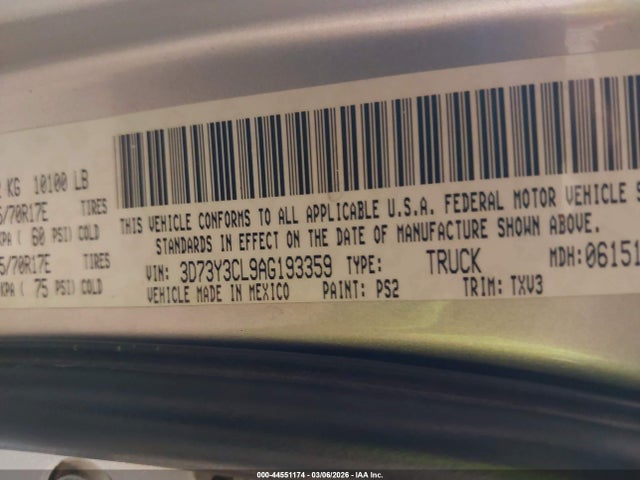 KG 10100 LB
/70R17E TIRES
KPA ( 60 PSI) COLD
5/70R17E TIRES
KPA ( 75 PSI) COLD
THIS VEHICLE CONFORMS TO ALL APPLICABLE U.S.A. FEDERAL MOTOR VEHICLE S
STANDARDS IN EFFECT ON THE DATE OF MANUFACTURE SHOWN ABOVE.
VIN: 3D73Y3CL9AG193359 TYPE: TRUCK MDH: 06151
VEHICLE MADE IN MEXICO PAINT: PS2 TRIM: TXV3
000-44551174 - 03/06/2026 - IAA Inc.